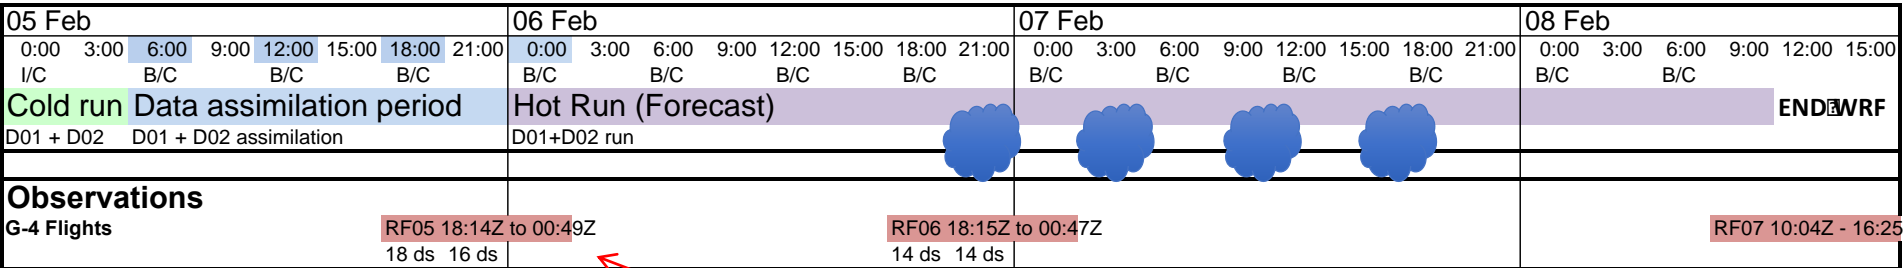 05 Feb 06 Feb 07 Feb 08 Feb
0:00 3:00 6:00 9:00 12:00 15:00 18:00 21:00 0:00 3:00 6:00 9:00 12:00 15:00 18:00 21:00 0:00 3:00 6:00 9:00 12:00 15:00 18:00 21:00 0:00 3:00 6:00 9:00 12:00 15:00
I/C B/C B/C B/C B/C B/C B/C B/C B/C B/C B/C B/C B/C B/C
Cold run Data assimilation period Hot Run (Forecast) END WRF
D01 + D02 D01 + D02 assimilation D01+D02 run
Observations
G-4 Flights RF05 18:14Z to 00:49Z RF06 18:15Z to 00:47Z RF07 10:04Z - 16:25
18 ds 16 ds 14 ds 14 ds